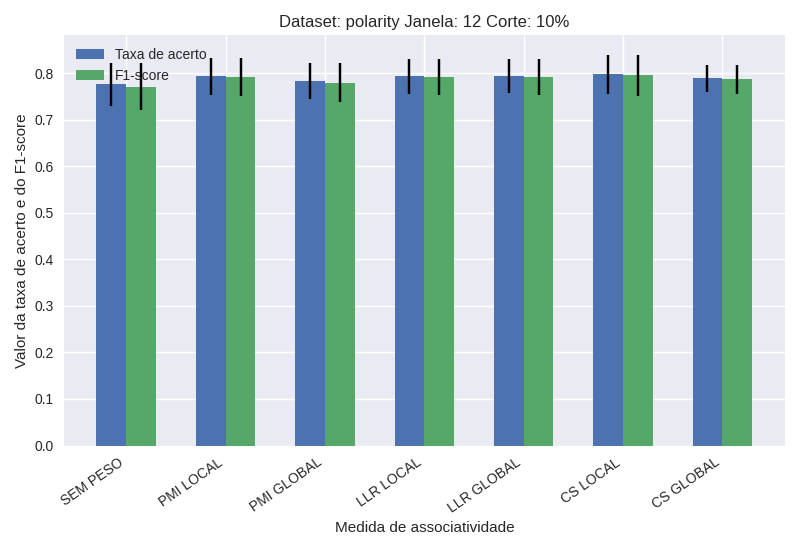 Dataset: polarity Janela: 12 Corte: 10%
Taxa de acerto
F1-score
Valor da taxa de acerto e do F1-score
0.8
0.7
0.6
0.5
0.4
0.3
0.2
0.1
0.0
SEM PESO
PMI LOCAL
PMI GLOBAL
LLR LOCAL
LLR GLOBAL
CS LOCAL
CS GLOBAL
Medida de associatividade